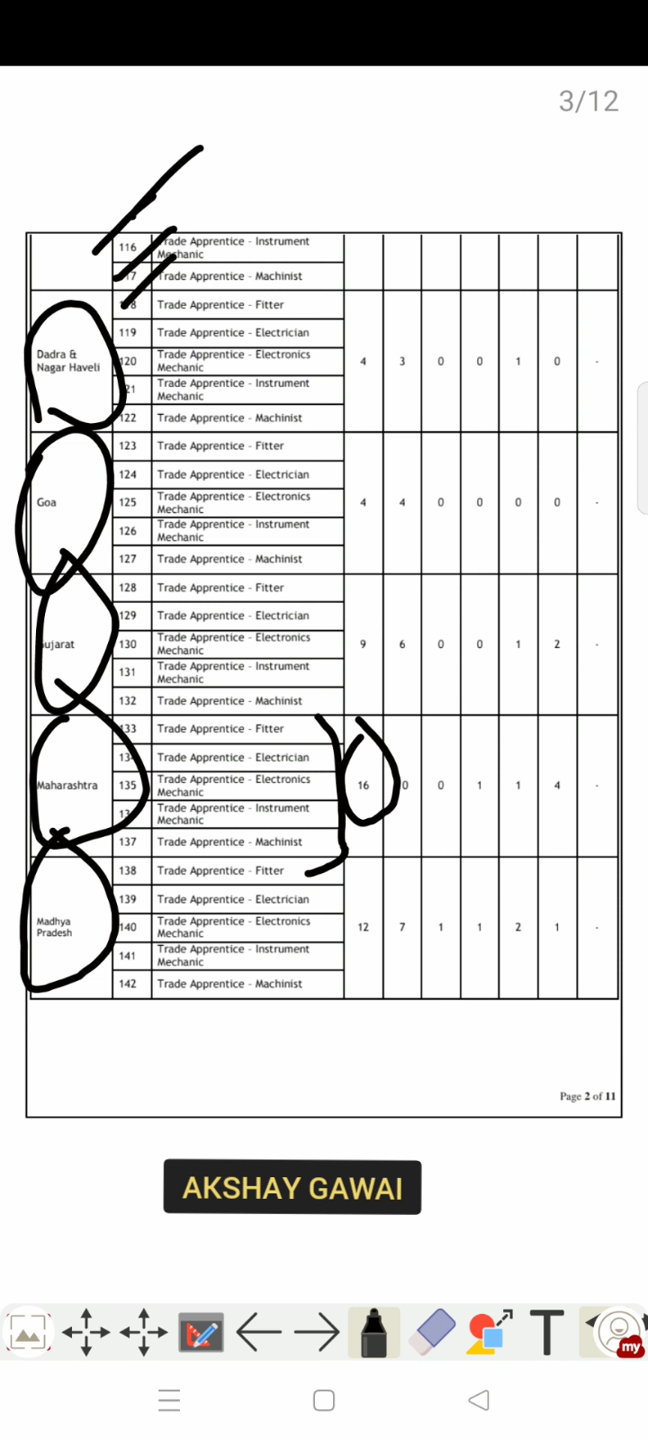 3/12
116 Trade Apprentice - Instrument Mechanic
Trade Apprentice - Machinist
Trade Apprentice - Fitter
119 Trade Apprentice - Electrician
Dadra & Nagar Haveli 120 Trade Apprentice - Electronics Mechanic 4 3 0 0 1 0 -
Trade Apprentice - Instrument Mechanic
122 Trade Apprentice - Machinist
123 Trade Apprentice - Fitter
124 Trade Apprentice - Electrician
Goa 125 Trade Apprentice - Electronics Mechanic 4 4 0 0 0 0 -
126 Trade Apprentice - Instrument Mechanic
127 Trade Apprentice - Machinist
128 Trade Apprentice - Fitter
129 Trade Apprentice - Electrician
Gujarat 130 Trade Apprentice - Electronics Mechanic 9 6 0 0 1 2 -
131 Trade Apprentice - Instrument Mechanic
132 Trade Apprentice - Machinist
133 Trade Apprentice - Fitter
Trade Apprentice - Electrician
Maharashtra 135 Trade Apprentice - Electronics Mechanic 16 0 1 1 4 -
Trade Apprentice - Instrument Mechanic
137 Trade Apprentice - Machinist
138 Trade Apprentice - Fitter
139 Trade Apprentice - Electrician
Madhya Pradesh 140 Trade Apprentice - Electronics Mechanic 12 7 1 1 2 1 -
141 Trade Apprentice - Instrument Mechanic
142 Trade Apprentice - Machinist
Page 2 of 11
AKSHAY GAWAI
T
my